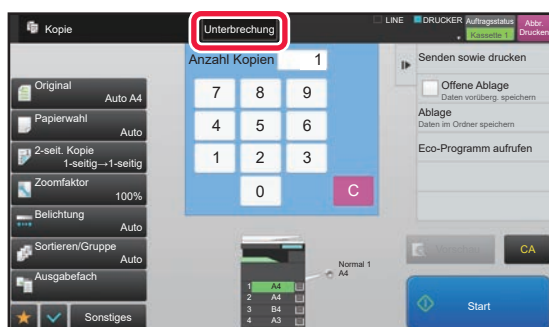 Kopie
Unterbrechung
LINE
DRUCKER
Auftragsstatus
Kassette 1
Abbr.
Drucken
Original
Auto A4
Papierwahl
Auto
2-seit. Kopie
1-seitig→1-seitig
Zoomfaktor
100%
Belichtung
Auto
Sortieren/Gruppe
Auto
Ausgabefach
Sonstiges
Anzahl Kopien 1
7 8 9
4 5 6
1 2 3
0 C
Normal 1
A4
1 A4
2 A4
3 B4
4 A3
Senden sowie drucken
Offene Ablage
Daten vorüberg. speichern
Ablage
Daten im Ordner speichern
Eco-Programm aufrufen
CA
Start